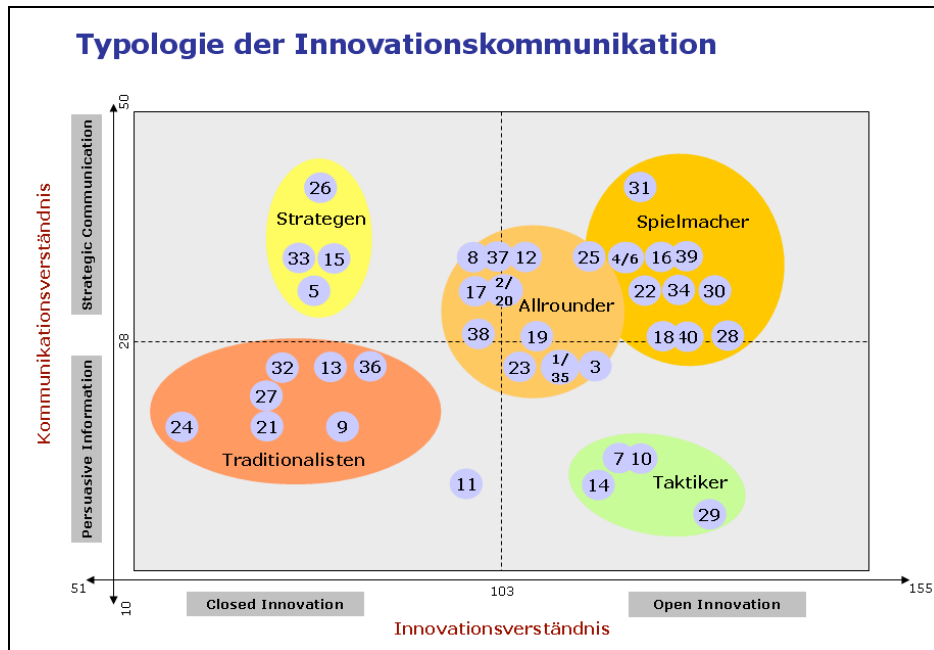 Typologie der Innovationskommunikation
50
Strategic Communication
Kommunikationsverständnis
28
Persuasive Information
10
26
Strategen
33 15
5
31
Spielmacher
8 37 12 25 4/6 16 39
17 2/
20 Allrounder 22 34 30
38 19 18 40 28
32 13 36 23 1/
35 3
27
24 21 9
Traditionalisten
7 10
11 14 Taktiker
29
51 103 155
Closed Innovation Open Innovation
Innovationsverständnis